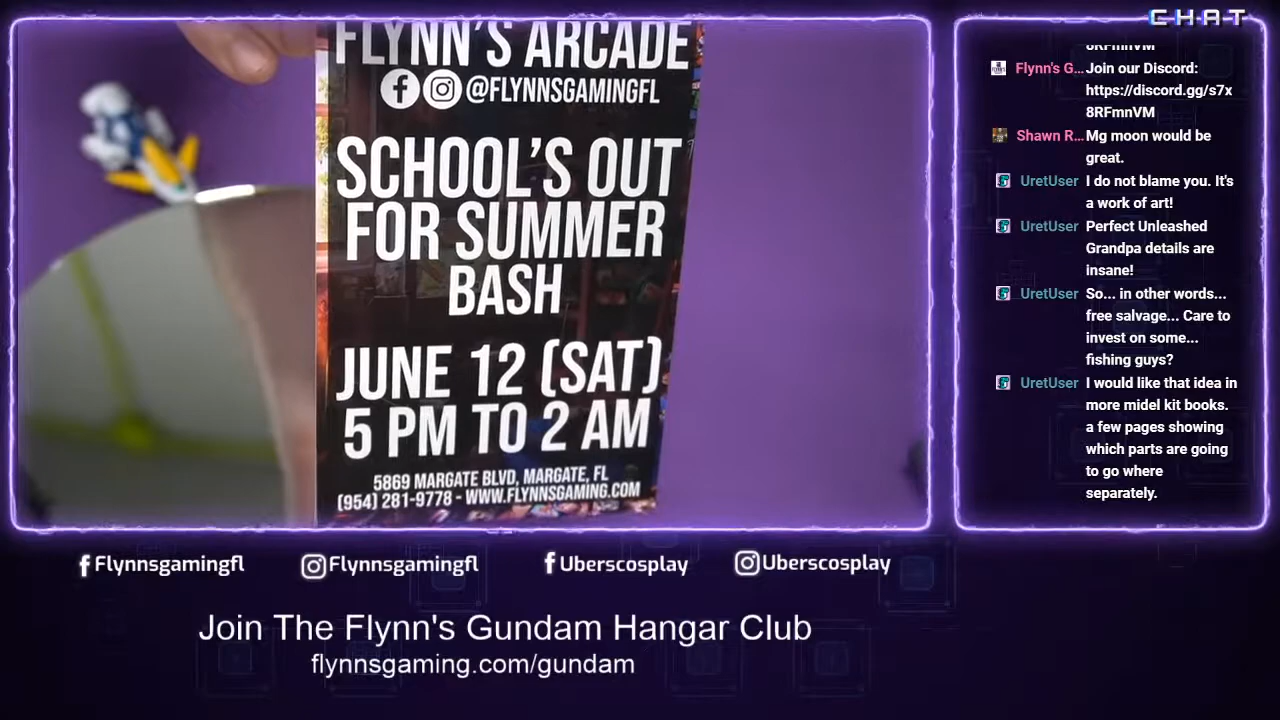 FLYNN'S ARCADE
@FLYNNSGAMINGFL
SCHOOL'S OUT
FOR SUMMER
BASH
JUNE 12 (SAT)
5 PM TO 2 AM
5869 MARGATE BLVD, MARGATE, FL
(954) 281-9778 - WWW.FLYNNSGAMING.COM
CHAT
8RFmnVM
Flynn's G... Join our Discord:
https://discord.gg/s7x
8RFmnVM
Shawn R... Mg moon would be
great.
UretUser I do not blame you. It's
a work of art!
UretUser Perfect Unleashed
Grandpa details are
insane!
UretUser So... in other words...
free salvage... Care to
invest on some...
fishing guys?
UretUser I would like that idea in
more midel kit books.
a few pages showing
which parts are going
to go where
separately.
Flynnsgamingfl
Flynnsgamingfl
Uberscosplay
Uberscosplay
Join The Flynn's Gundam Hangar Club
flynnsgaming.com/gundam